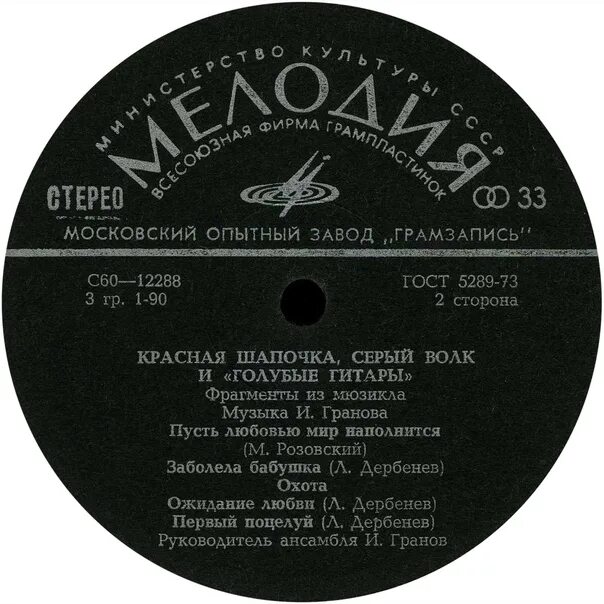 МИНИСТЕРСТВО КУЛЬТУРЫ СССР
МЕЛОДИЯ
ВСЕСОЮЗНАЯ ФИРМА ГРАМПЛАСТИНОК
СТЕРЕО
33
МОСКОВСКИЙ ОПЫТНЫЙ ЗАВОД „ГРАМЗАПИСЬ"
С60—12288
ГОСТ 5289-73
3 гр. 1-90
2 сторона
КРАСНАЯ ШАПОЧКА, СЕРЫЙ ВОЛК
И «ГОЛУБЫЕ ГИТАРЫ»
Фрагменты из мюзикла
Музыка И. Гранова
Пусть любовью мир наполнится
(М. Розовский)
Заболела бабушка (Л. Дербенев)
Охота
Ожидание любви (Л. Дербенев)
Первый поцелуй (Л. Дербенев)
Руководитель ансамбля И. Гранов